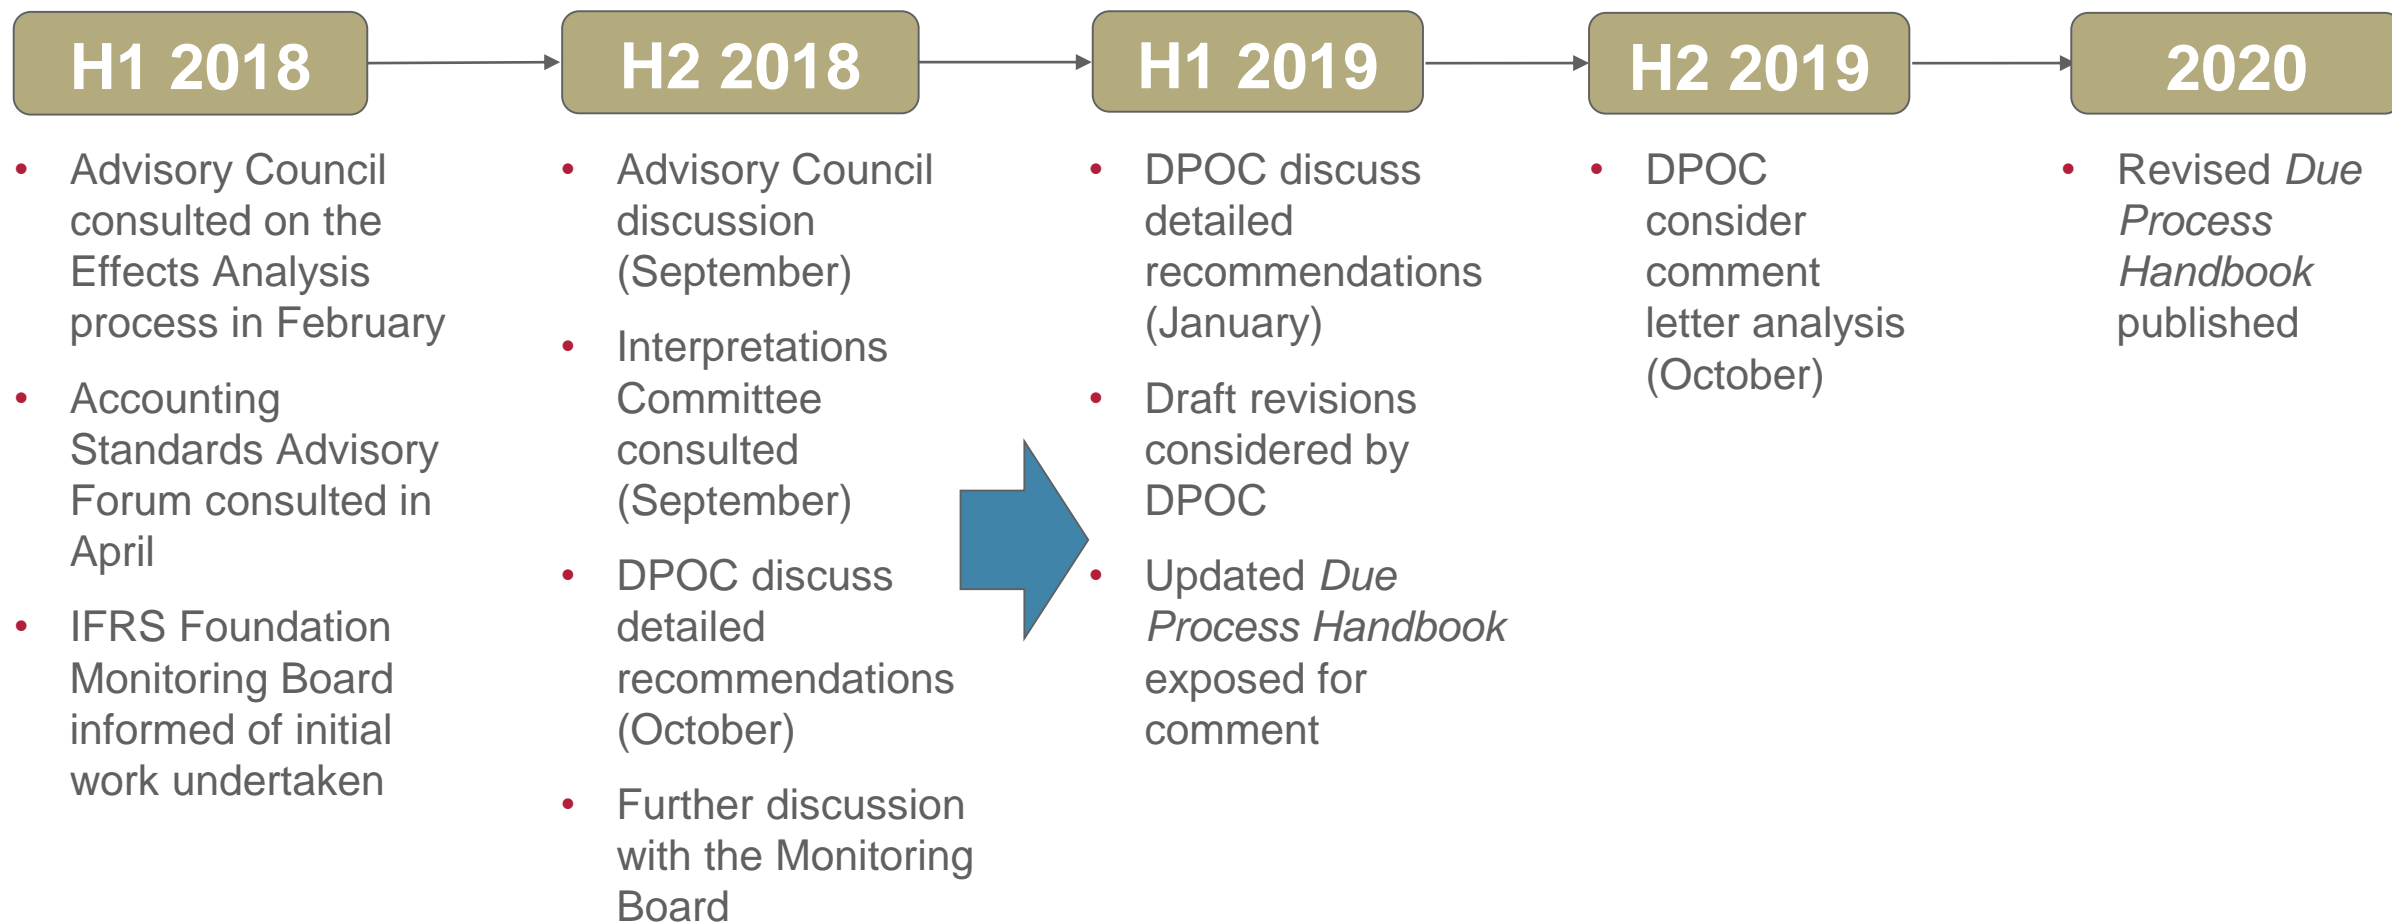 H1 2018
H2 2018
H1 2019
H2 2019
2020
• Advisory Council
consulted on the
Effects Analysis
process in February
• Accounting
Standards Advisory
Forum consulted in
April
• IFRS Foundation
Monitoring Board
informed of initial
work undertaken
• Advisory Council
discussion
(September)
• Interpretations
Committee
consulted
(September)
• DPOC discuss
detailed
recommendations
(October)
• Further discussion
with the Monitoring
Board
• DPOC discuss
detailed
recommendations
(January)
• Draft revisions
considered by
DPOC
• Updated Due
Process Handbook
exposed for
comment
• DPOC
consider
comment
letter analysis
(October)
• Revised Due
Process
Handbook
published